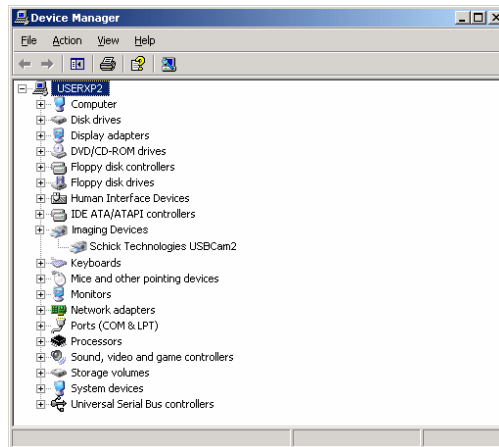 Device Manager
File Action View Help
USERXP2
Computer
Disk drives
Display adapters
DVD/CD-ROM drives
Floppy disk controllers
Floppy disk drives
Human Interface Devices
IDE ATA/ATAPI controllers
Imaging Devices
Schick Technologies USBCam2
Keyboards
Mice and other pointing devices
Monitors
Network adapters
Ports (COM & LPT)
Processors
Sound, video and game controllers
Storage volumes
System devices
Universal Serial Bus controllers